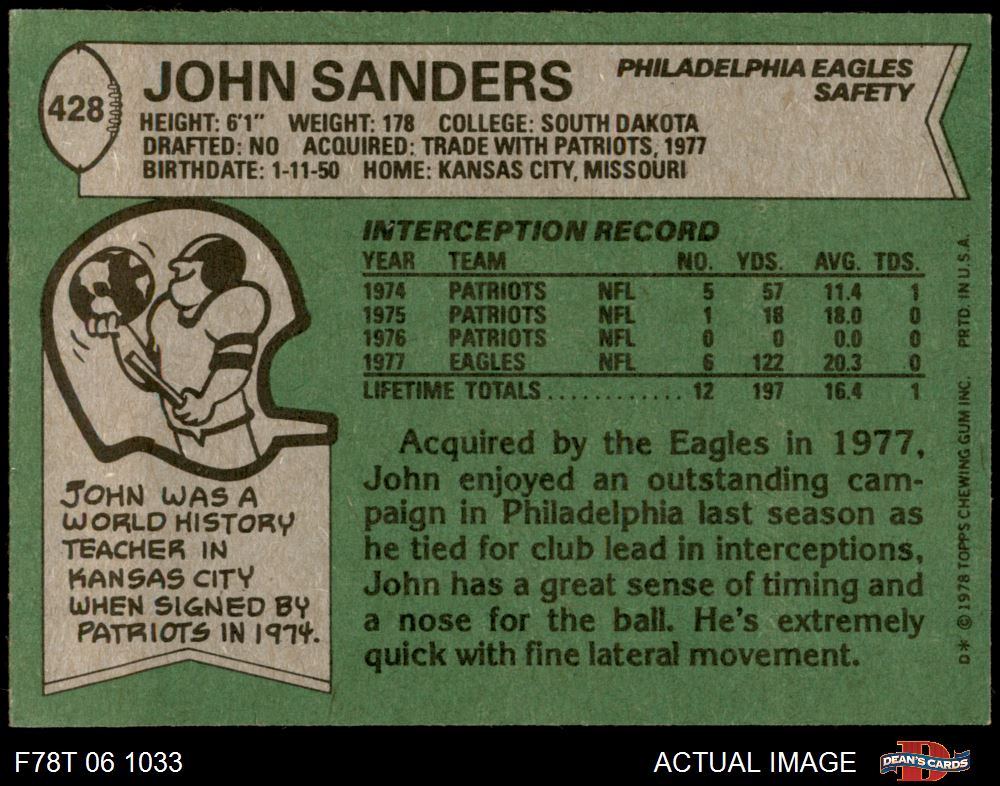 428
JOHN SANDERS
PHILADELPHIA EAGLES
SAFETY
HEIGHT: 6'1" WEIGHT: 178 COLLEGE: SOUTH DAKOTA
DRAFTED: NO ACQUIRED: TRADE WITH PATRIOTS, 1977
BIRTHDATE: 1-11-50 HOME: KANSAS CITY, MISSOURI
INTERCEPTION RECORD
YEAR TEAM NO. YDS. AVG. TDS.
1974 PATRIOTS NFL 5 57 11.4 1
1975 PATRIOTS NFL 1 18 18.0 0
1976 PATRIOTS NFL 0 0 0.0 0
1977 EAGLES NFL 6 122 20.3 0
LIFETIME TOTALS............ 12 197 16.4 1
Acquired by the Eagles in 1977,
John enjoyed an outstanding cam-
paign in Philadelphia last season as
he tied for club lead in interceptions,
John has a great sense of timing and
a nose for the ball. He's extremely
quick with fine lateral movement.
JOHN WAS A
WORLD HISTORY
TEACHER IN
KANSAS CITY
WHEN SIGNED BY
PATRIOTS IN 1974.
D* © 1978 TOPPS CHEWING GUM INC. PRTD. IN U.S.A.
F78T 06 1033
ACTUAL IMAGE
D
DEAN'S CARDS